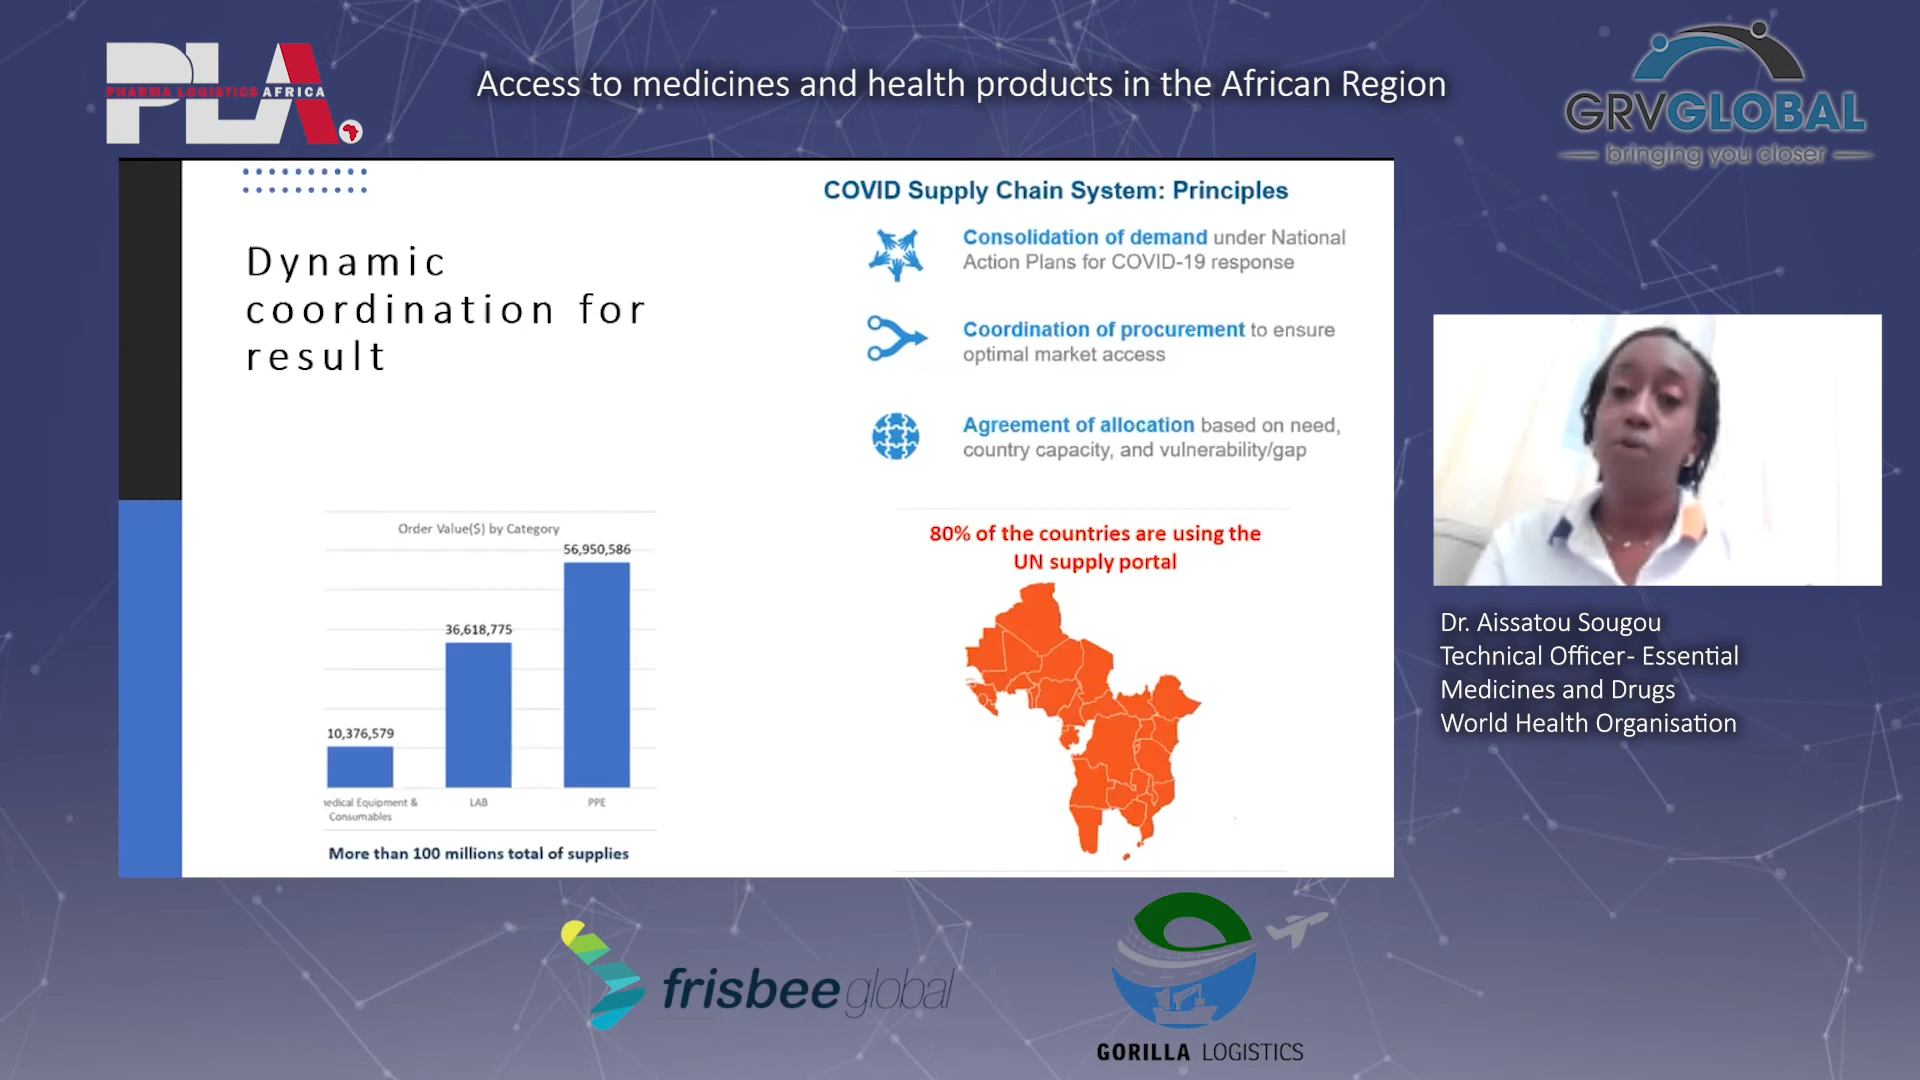 PLA
PHARMA LOGISTICS AFRICA
Access to medicines and health products in the African Region
GRVGLOBAL
bringing you closer
Dynamic
coordination for
result
COVID Supply Chain System: Principles
Consolidation of demand under National
Action Plans for COVID-19 response
Coordination of procurement to ensure
optimal market access
Agreement of allocation based on need,
country capacity, and vulnerability/gap
Order Value($) by Category
56,950,586
36,618,775
10,376,579
edical Equipment &
Consumables
LAB
PPE
More than 100 millions total of supplies
80% of the countries are using the
UN supply portal
Dr. Aissatou Sougou
Technical Officer- Essential
Medicines and Drugs
World Health Organisation
frisbee global
GORILLA LOGISTICS